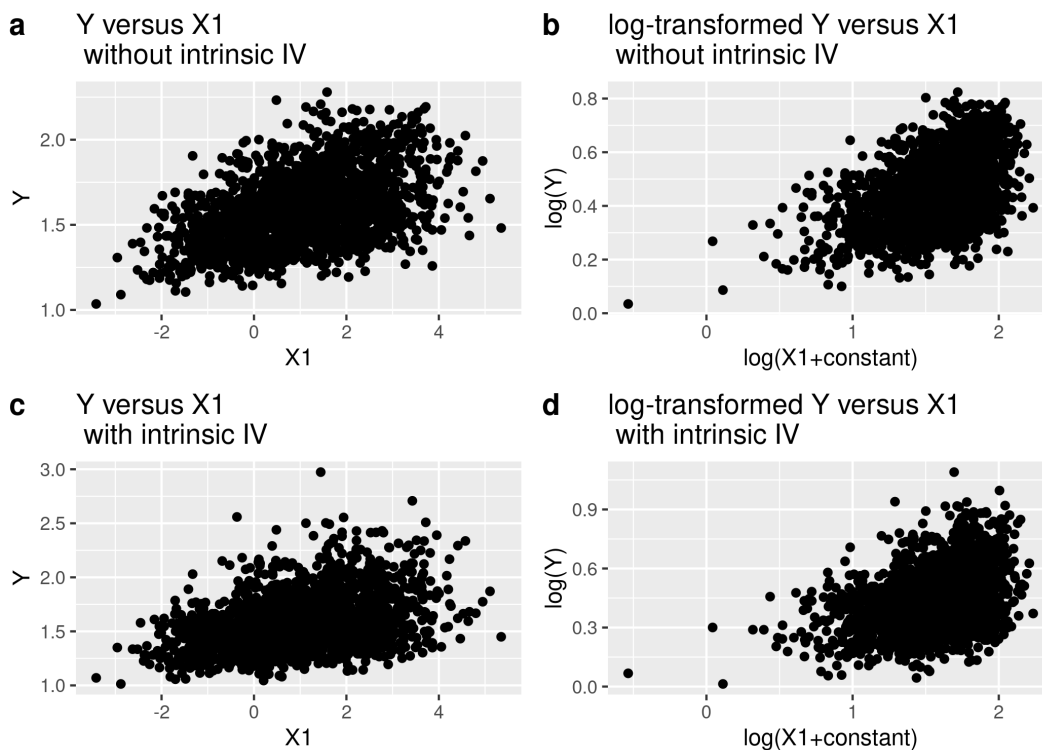 a
Y versus X1
without intrinsic IV
Y
2.0
1.5
1.0
-2 0 2 4
X1
b
log-transformed Y versus X1
without intrinsic IV
log(Y)
0.8
0.6
0.4
0.2
0.0
0 1 2
log(X1+constant)
c
Y versus X1
with intrinsic IV
Y
3.0
2.5
2.0
1.5
1.0
-2 0 2 4
X1
d
log-transformed Y versus X1
with intrinsic IV
log(Y)
0.9
0.6
0.3
0.0
0 1 2
log(X1+constant)